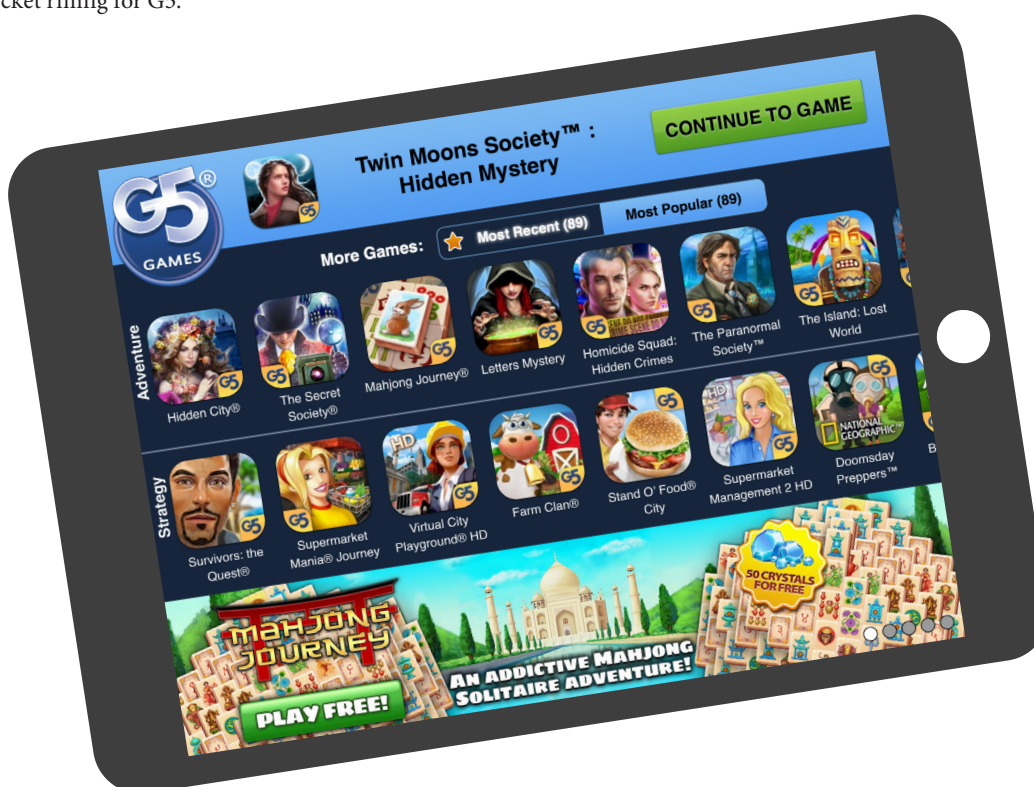 G5.
G5®
GAMES
Twin Moons Society™ :
Hidden Mystery
CONTINUE TO GAME
More Games:
Most Recent (89)
Most Popular (89)
Adventure
Hidden City®
The Secret
Society®
Mahjong Journey®
Letters Mystery
Homicide Squad:
Hidden Crimes
The Paranormal
Society™
The Island: Lost
World
Strategy
Survivors: the
Quest®
Supermarket
Mania® Journey
HD
Virtual City
Playground® HD
Farm Clan®
Stand O' Food®
City
HD
Supermarket
Management 2 HD
NATIONAL
GEOGRAPHIC™
Doomsday
Preppers™
B
MAHJONG
JOURNEY
PLAY FREE!
AN ADDICTIVE MAHJONG
SOLITAIRE ADVENTURE!
50 CRYSTALS
FOR FREE